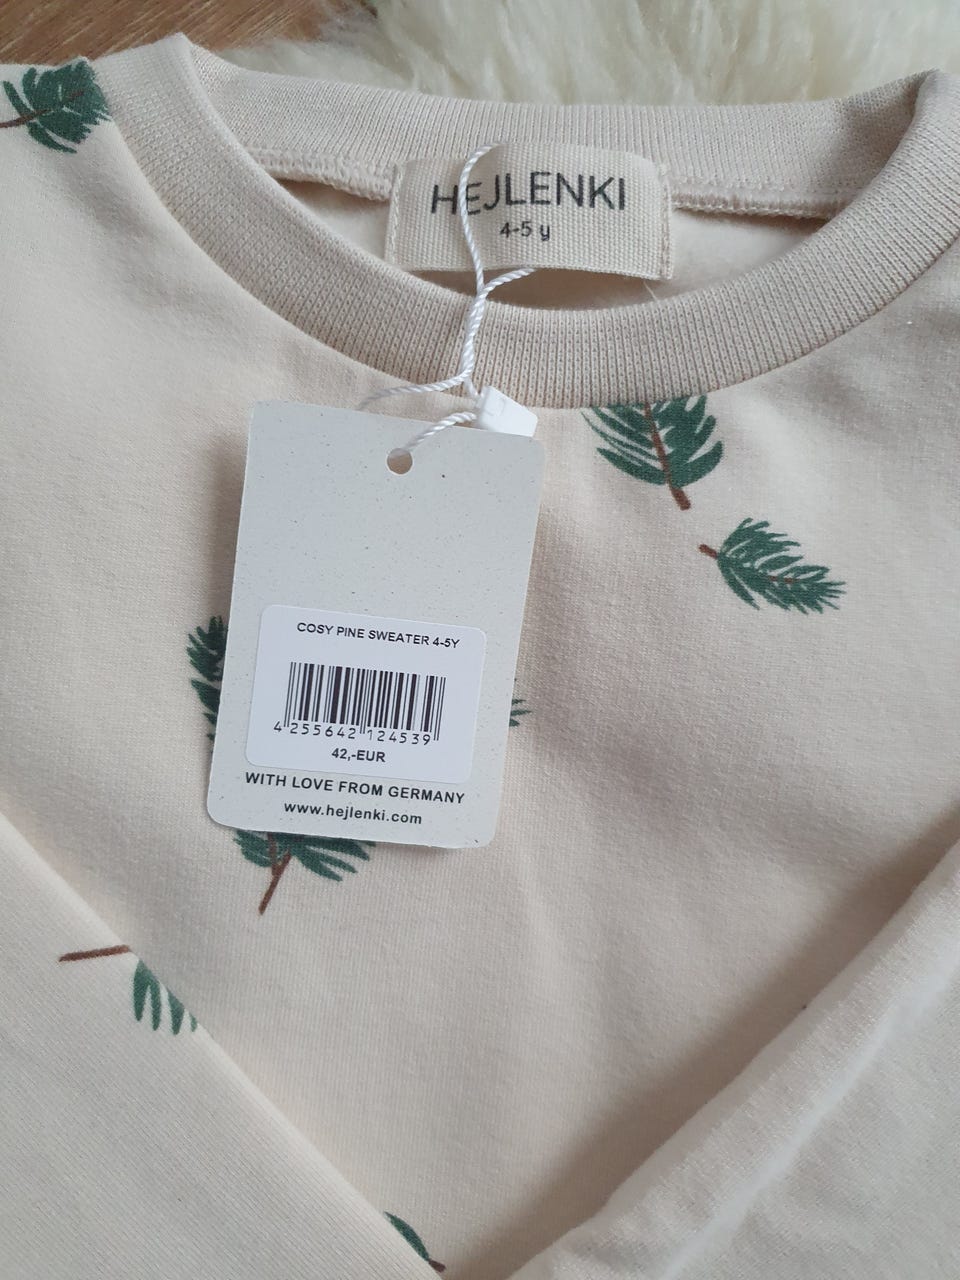 HEJLENKI
4-5 y
COSY PINE SWEATER 4-5Y
4 255642 124539
42,-EUR
WITH LOVE FROM GERMANY
www.hejlenki.com